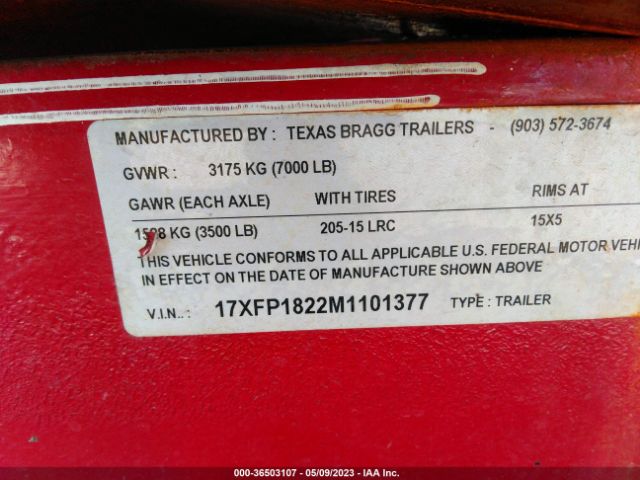 MANUFACTURED BY : TEXAS BRAGG TRAILERS - (903) 572-3674
GVWR : 3175 KG (7000 LB)
GAWR (EACH AXLE) WITH TIRES RIMS AT
KG (3500 LB) 205-15 LRC 15X5
THIS VEHICLE CONFORMS TO ALL APPLICABLE U.S. FEDERAL MOTOR VEHI
IN EFFECT ON THE DATE OF MANUFACTURE SHOWN ABOVE
V.I.N.. : 17XFP1822M1101377 TYPE : TRAILER
000-36503107 - 05/09/2023 - IAA Inc.